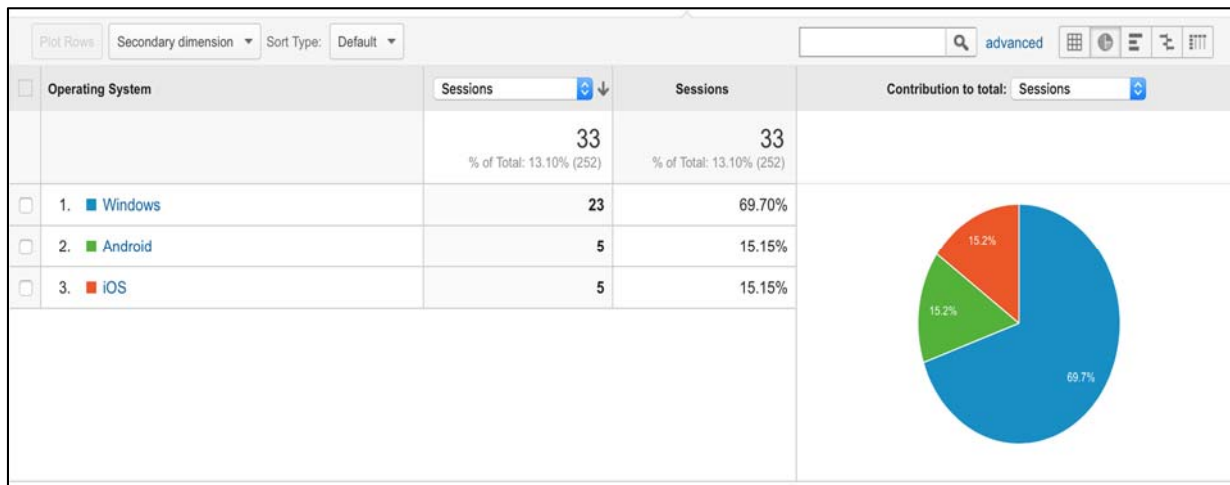 Plot Rows Secondary dimension Sort Type: Default advanced
Operating System Sessions Sessions Contribution to total: Sessions
33 33
% of Total: 13.10% (252) % of Total: 13.10% (252)
1. Windows 23 69.70%
2. Android 5 15.15%
3. iOS 5 15.15%
15.2%
15.2%
69.7%